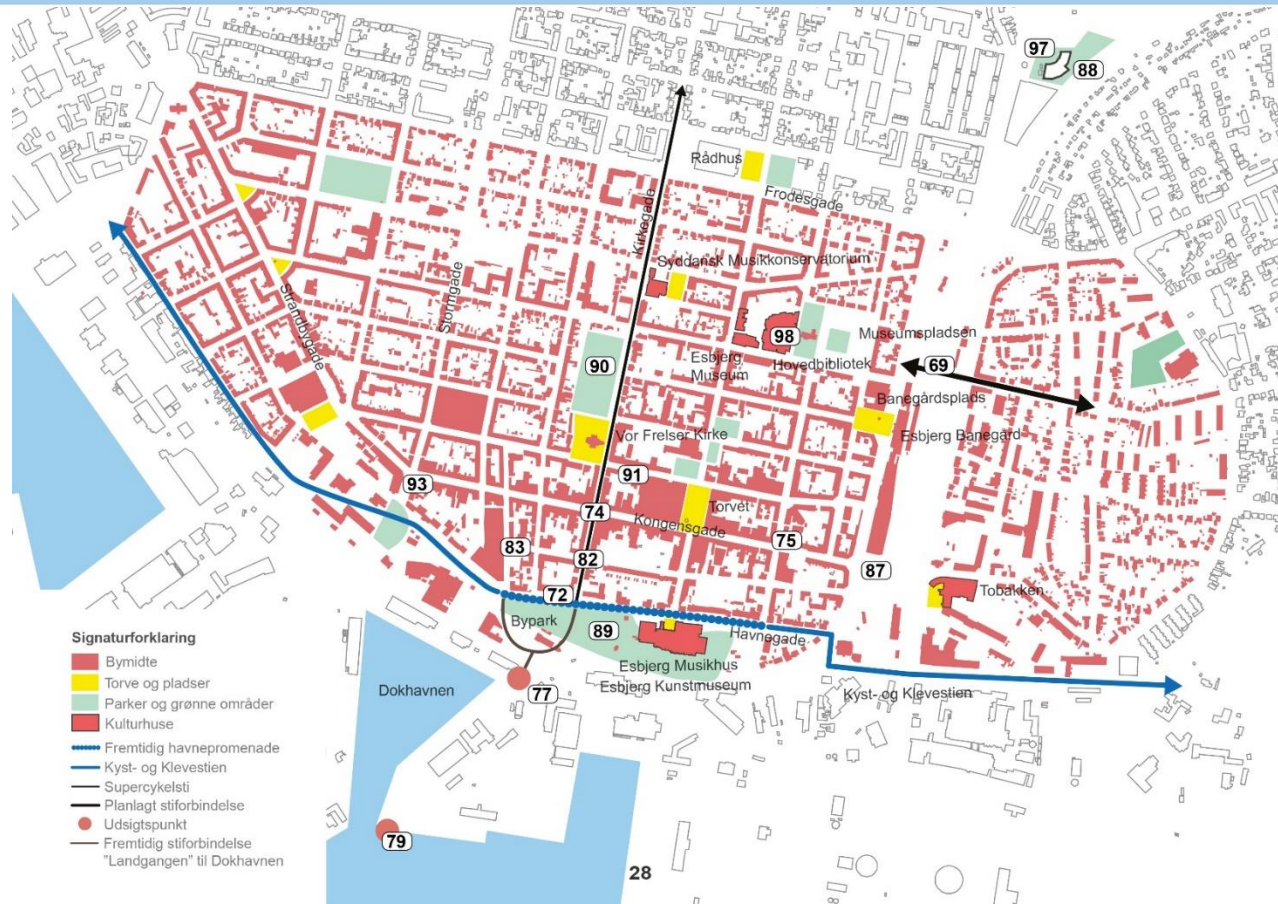 97
88
Rådhus
Frodesgade
Kirkegade
Syddansk Musikkonservatorium
Stormgade
Strandbygade
98
Museumspladsen
Esbjerg
Museum
Hovedbibliotek
69
90
Banegårdsplads
Esbjerg Banegård
Vor Frelser Kirke
91
93
74
Torvet
Kongensgade
75
83
82
87
72
Tobakken
Bypark
89
Havnegade
Esbjerg Musikhus
Esbjerg Kunstmuseum
77
Dokhavnen
Kyst- og Klevestien
79
28
Signaturforklaring
Bymidte
Torve og pladser
Parker og grønne områder
Kulturhuse
Fremtidig havnepromenade
Kyst- og Klevestien
Supercykelsti
Planlagt stiforbindelse
Udsigtspunkt
Fremtidig stiforbindelse
"Landgangen" til Dokhavnen